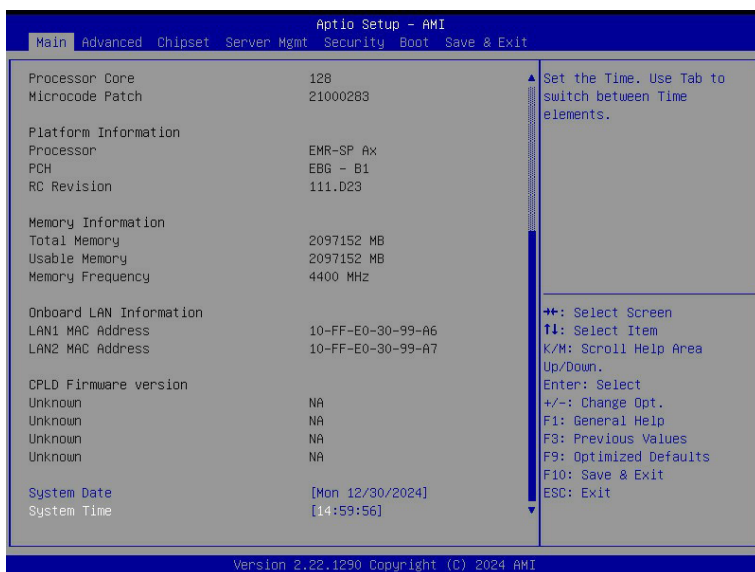 Aptio Setup - AMI
Main Advanced Chipset Server Mgmt Security Boot Save & Exit
Processor Core 128
Microcode Patch 21000283
Platform Information
Processor EMR-SP Ax
PCH EBG - B1
RC Revision 111.D23
Memory Information
Total Memory 2097152 MB
Usable Memory 2097152 MB
Memory Frequency 4400 MHz
Onboard LAN Information
LAN1 MAC Address 10-FF-E0-30-99-A6
LAN2 MAC Address 10-FF-E0-30-99-A7
CPLD Firmware version
Unknown NA
Unknown NA
Unknown NA
Unknown NA
System Date [Mon 12/30/2024]
System Time [14:59:56]
Set the Time. Use Tab to
switch between Time
elements.
→←: Select Screen
↑↓: Select Item
K/M: Scroll Help Area
Up/Down.
Enter: Select
+/-: Change Opt.
F1: General Help
F3: Previous Values
F9: Optimized Defaults
F10: Save & Exit
ESC: Exit
Version 2.22.1290 Copyright (C) 2024 AMI